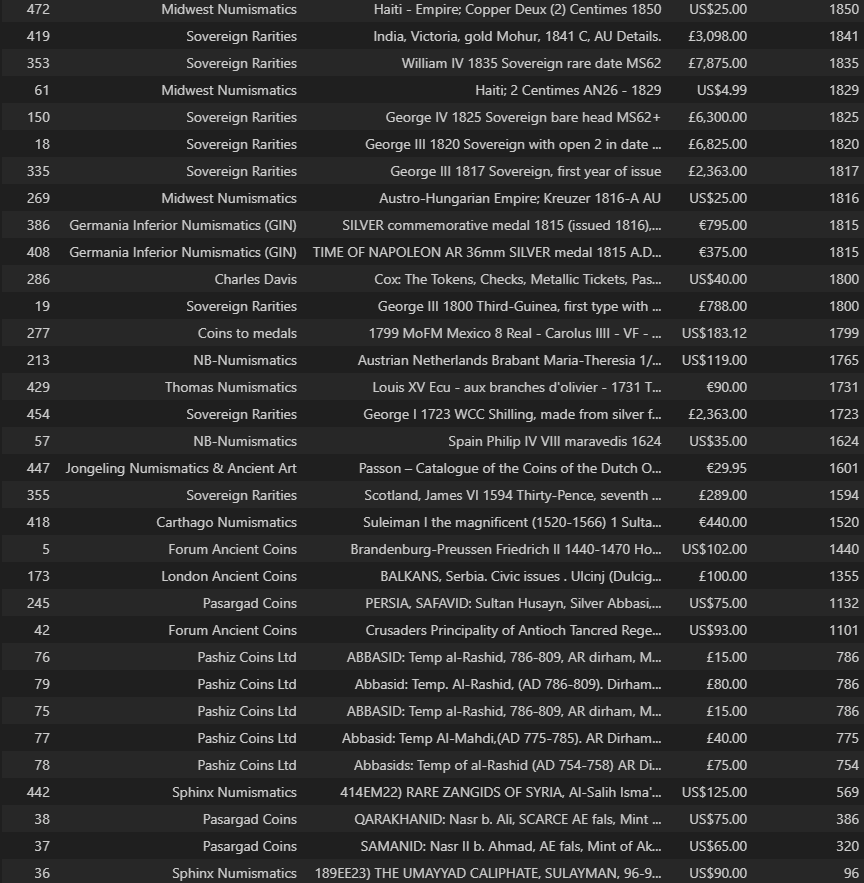 472 Midwest Numismatics Haiti - Empire; Copper Deux (2) Centimes 1850 US$25.00 1850
419 Sovereign Rarities India, Victoria, gold Mohur, 1841 C, AU Details. £3,098.00 1841
353 Sovereign Rarities William IV 1835 Sovereign rare date MS62 £7,875.00 1835
61 Midwest Numismatics Haiti; 2 Centimes AN26 - 1829 US$4.99 1829
150 Sovereign Rarities George IV 1825 Sovereign bare head MS62+ £6,300.00 1825
18 Sovereign Rarities George III 1820 Sovereign with open 2 in date ... £6,825.00 1820
335 Sovereign Rarities George III 1817 Sovereign, first year of issue £2,363.00 1817
269 Midwest Numismatics Austro-Hungarian Empire; Kreuzer 1816-A AU US$25.00 1816
386 Germania Inferior Numismatics (GIN) SILVER commemorative medal 1815 (issued 1816),... €795.00 1815
408 Germania Inferior Numismatics (GIN) TIME OF NAPOLEON AR 36mm SILVER medal 1815 A.D... €375.00 1815
286 Charles Davis Cox: The Tokens, Checks, Metallic Tickets, Pas... US$40.00 1800
19 Sovereign Rarities George III 1800 Third-Guinea, first type with ... £788.00 1800
277 Coins to medals 1799 MoFM Mexico 8 Real - Carolus IIII - VF - ... US$183.12 1799
213 NB-Numismatics Austrian Netherlands Brabant Maria-Theresia 1/... US$119.00 1765
429 Thomas Numismatics Louis XV Ecu - aux branches d'olivier - 1731 T... €90.00 1731
454 Sovereign Rarities George I 1723 WCC Shilling, made from silver f... £2,363.00 1723
57 NB-Numismatics Spain Philip IV VIII maravedis 1624 US$35.00 1624
447 Jongeling Numismatics & Ancient Art Passon – Catalogue of the Coins of the Dutch O... €29.95 1601
355 Sovereign Rarities Scotland, James VI 1594 Thirty-Pence, seventh ... £289.00 1594
418 Carthago Numismatics Suleiman I the magnificent (1520-1566) 1 Sulta... €440.00 1520
5 Forum Ancient Coins Brandenburg-Preussen Friedrich II 1440-1470 Ho... US$102.00 1440
173 London Ancient Coins BALKANS, Serbia. Civic issues . Ulcinj (Dulcig... £100.00 1355
245 Pasargad Coins PERSIA, SAFAVID: Sultan Husayn, Silver Abbasi,... US$75.00 1132
42 Forum Ancient Coins Crusaders Principality of Antioch Tancred Rege... US$93.00 1101
76 Pashiz Coins Ltd ABBASID: Temp al-Rashid, 786-809, AR dirham, M... £15.00 786
79 Pashiz Coins Ltd Abbasid: Temp. Al-Rashid, (AD 786-809). Dirham... £80.00 786
75 Pashiz Coins Ltd ABBASID: Temp al-Rashid, 786-809, AR dirham, M... £15.00 786
77 Pashiz Coins Ltd Abbasid: Temp Al-Mahdi,(AD 775-785). AR Dirham... £40.00 775
78 Pashiz Coins Ltd Abbasids: Temp of al-Rashid (AD 754-758) AR Di... £75.00 754
442 Sphinx Numismatics 414EM22) RARE ZANGIDS OF SYRIA, Al-Salih Isma'... US$125.00 569
38 Pasargad Coins QARAKHANID: Nasr b. Ali, SCARCE AE fals, Mint ... US$75.00 386
37 Pasargad Coins SAMANID: Nasr II b. Ahmad, AE fals, Mint of Ak... US$65.00 320
36 Sphinx Numismatics 189EE23) THE UMAYYAD CALIPHATE, SULAYMAN, 96-9... US$90.00 96